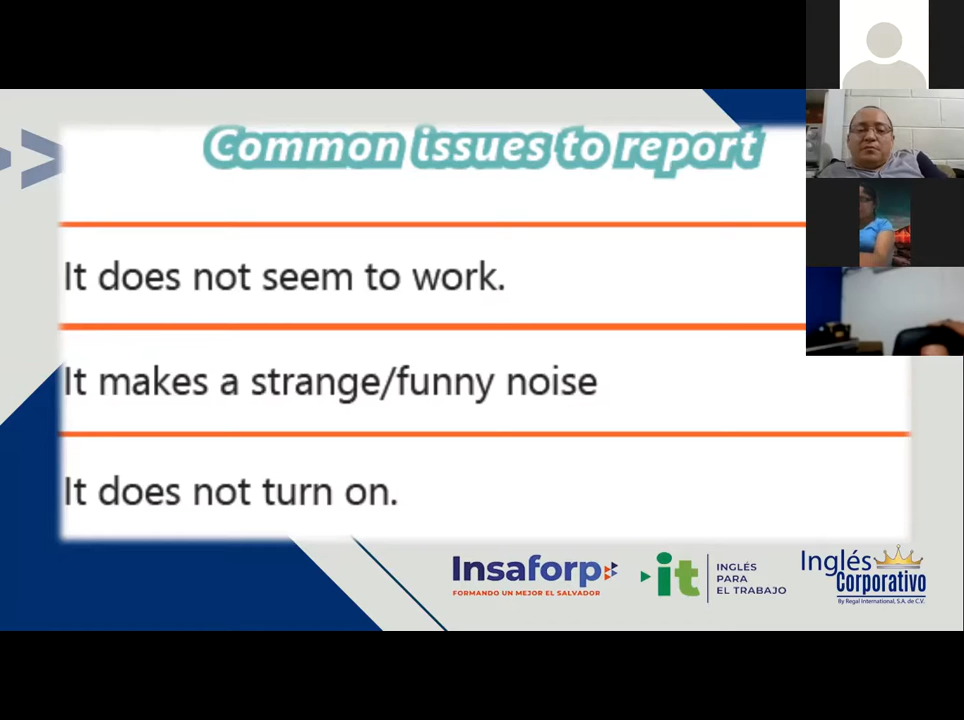 Common issues to report
It does not seem to work.
It makes a strange/funny noise
It does not turn on.
Insaforp
FORMANDO UN MEJOR EL SALVADOR
it
INGLÉS
PARA
EL TRABAJO
Inglés
Corporativo
By Regal International, S.A. de C.V.